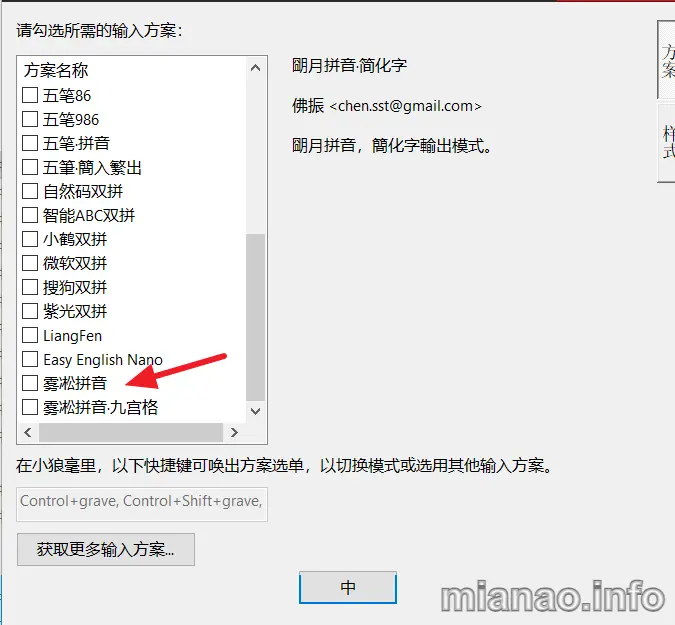 请勾选所需的输入方案：
方案名称
五笔86
五笔986
五笔·拼音
五筆·簡入繁出
自然码双拼
智能ABC双拼
小鹤双拼
微软双拼
搜狗双拼
紫光双拼
LiangFen
Easy English Nano
雾凇拼音
雾凇拼音·九宫格
朙月拼音·简化字
佛振 <chen.sst@gmail.com>
朙月拼音，簡化字輸出模式。
方案
样式
在小狼毫里，以下快捷键可唤出方案选单，以切换模式或选用其他输入方案。
Control+grave, Control+Shift+grave,
获取更多输入方案...
中
mianao.info